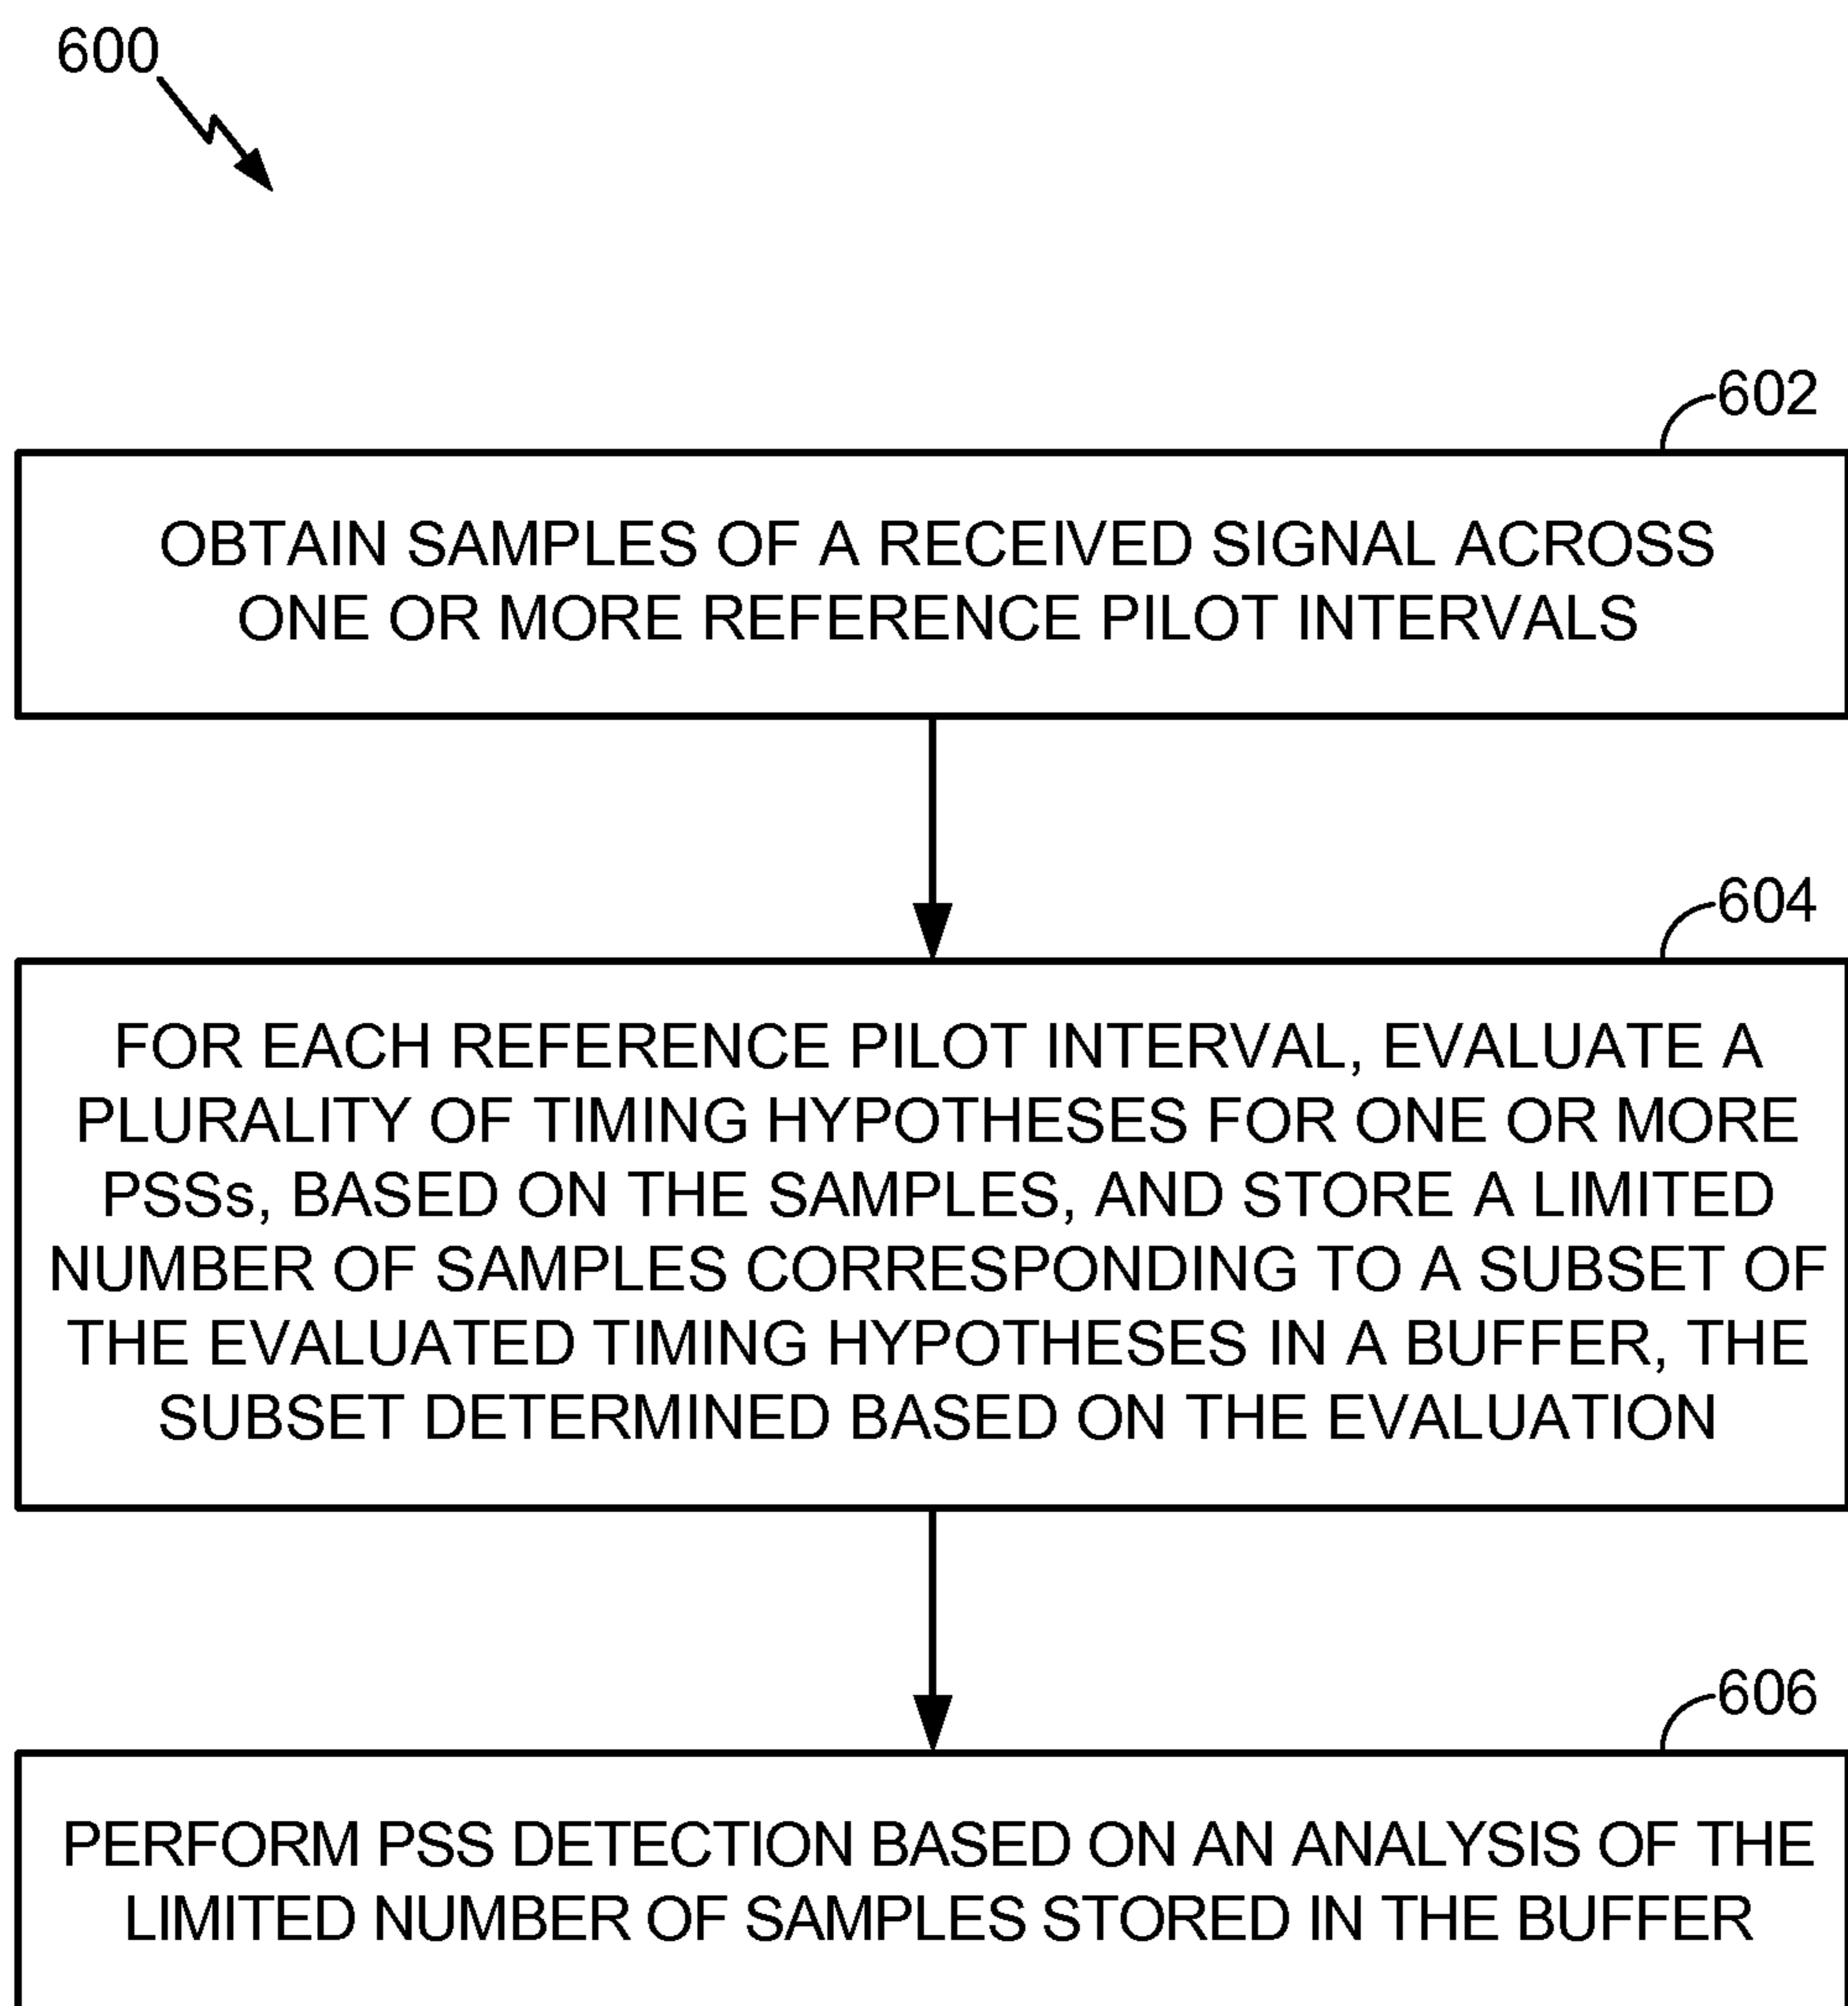 600
602
OBTAIN SAMPLES OF A RECEIVED SIGNAL ACROSS
ONE OR MORE REFERENCE PILOT INTERVALS
604
FOR EACH REFERENCE PILOT INTERVAL, EVALUATE A
PLURALITY OF TIMING HYPOTHESES FOR ONE OR MORE
PSSs, BASED ON THE SAMPLES, AND STORE A LIMITED
NUMBER OF SAMPLES CORRESPONDING TO A SUBSET OF
THE EVALUATED TIMING HYPOTHESES IN A BUFFER, THE
SUBSET DETERMINED BASED ON THE EVALUATION
606
PERFORM PSS DETECTION BASED ON AN ANALYSIS OF THE
LIMITED NUMBER OF SAMPLES STORED IN THE BUFFER